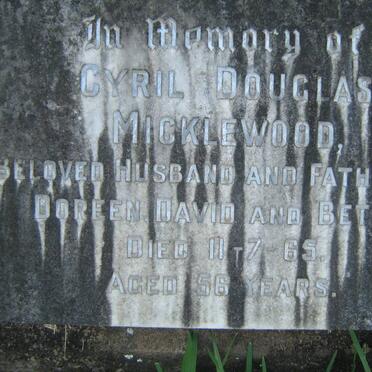 In Memory of
CYRIL DOUGLAS
MICKLEWOOD,
BELOVED HUSBAND AND FATH
DOREEN, DAVID AND BET
DIED 11-7-65.
AGED 56 YEARS.